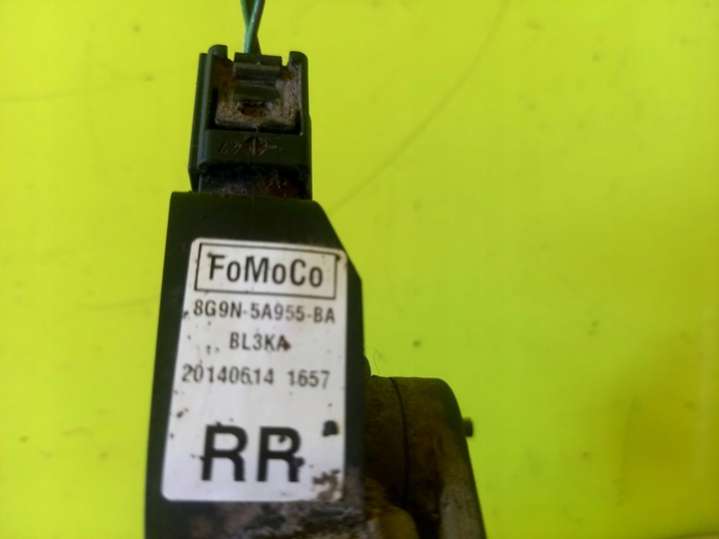 FoMoCo
8G9N-5A955-BA
BL3KA
20140614 1657
RR